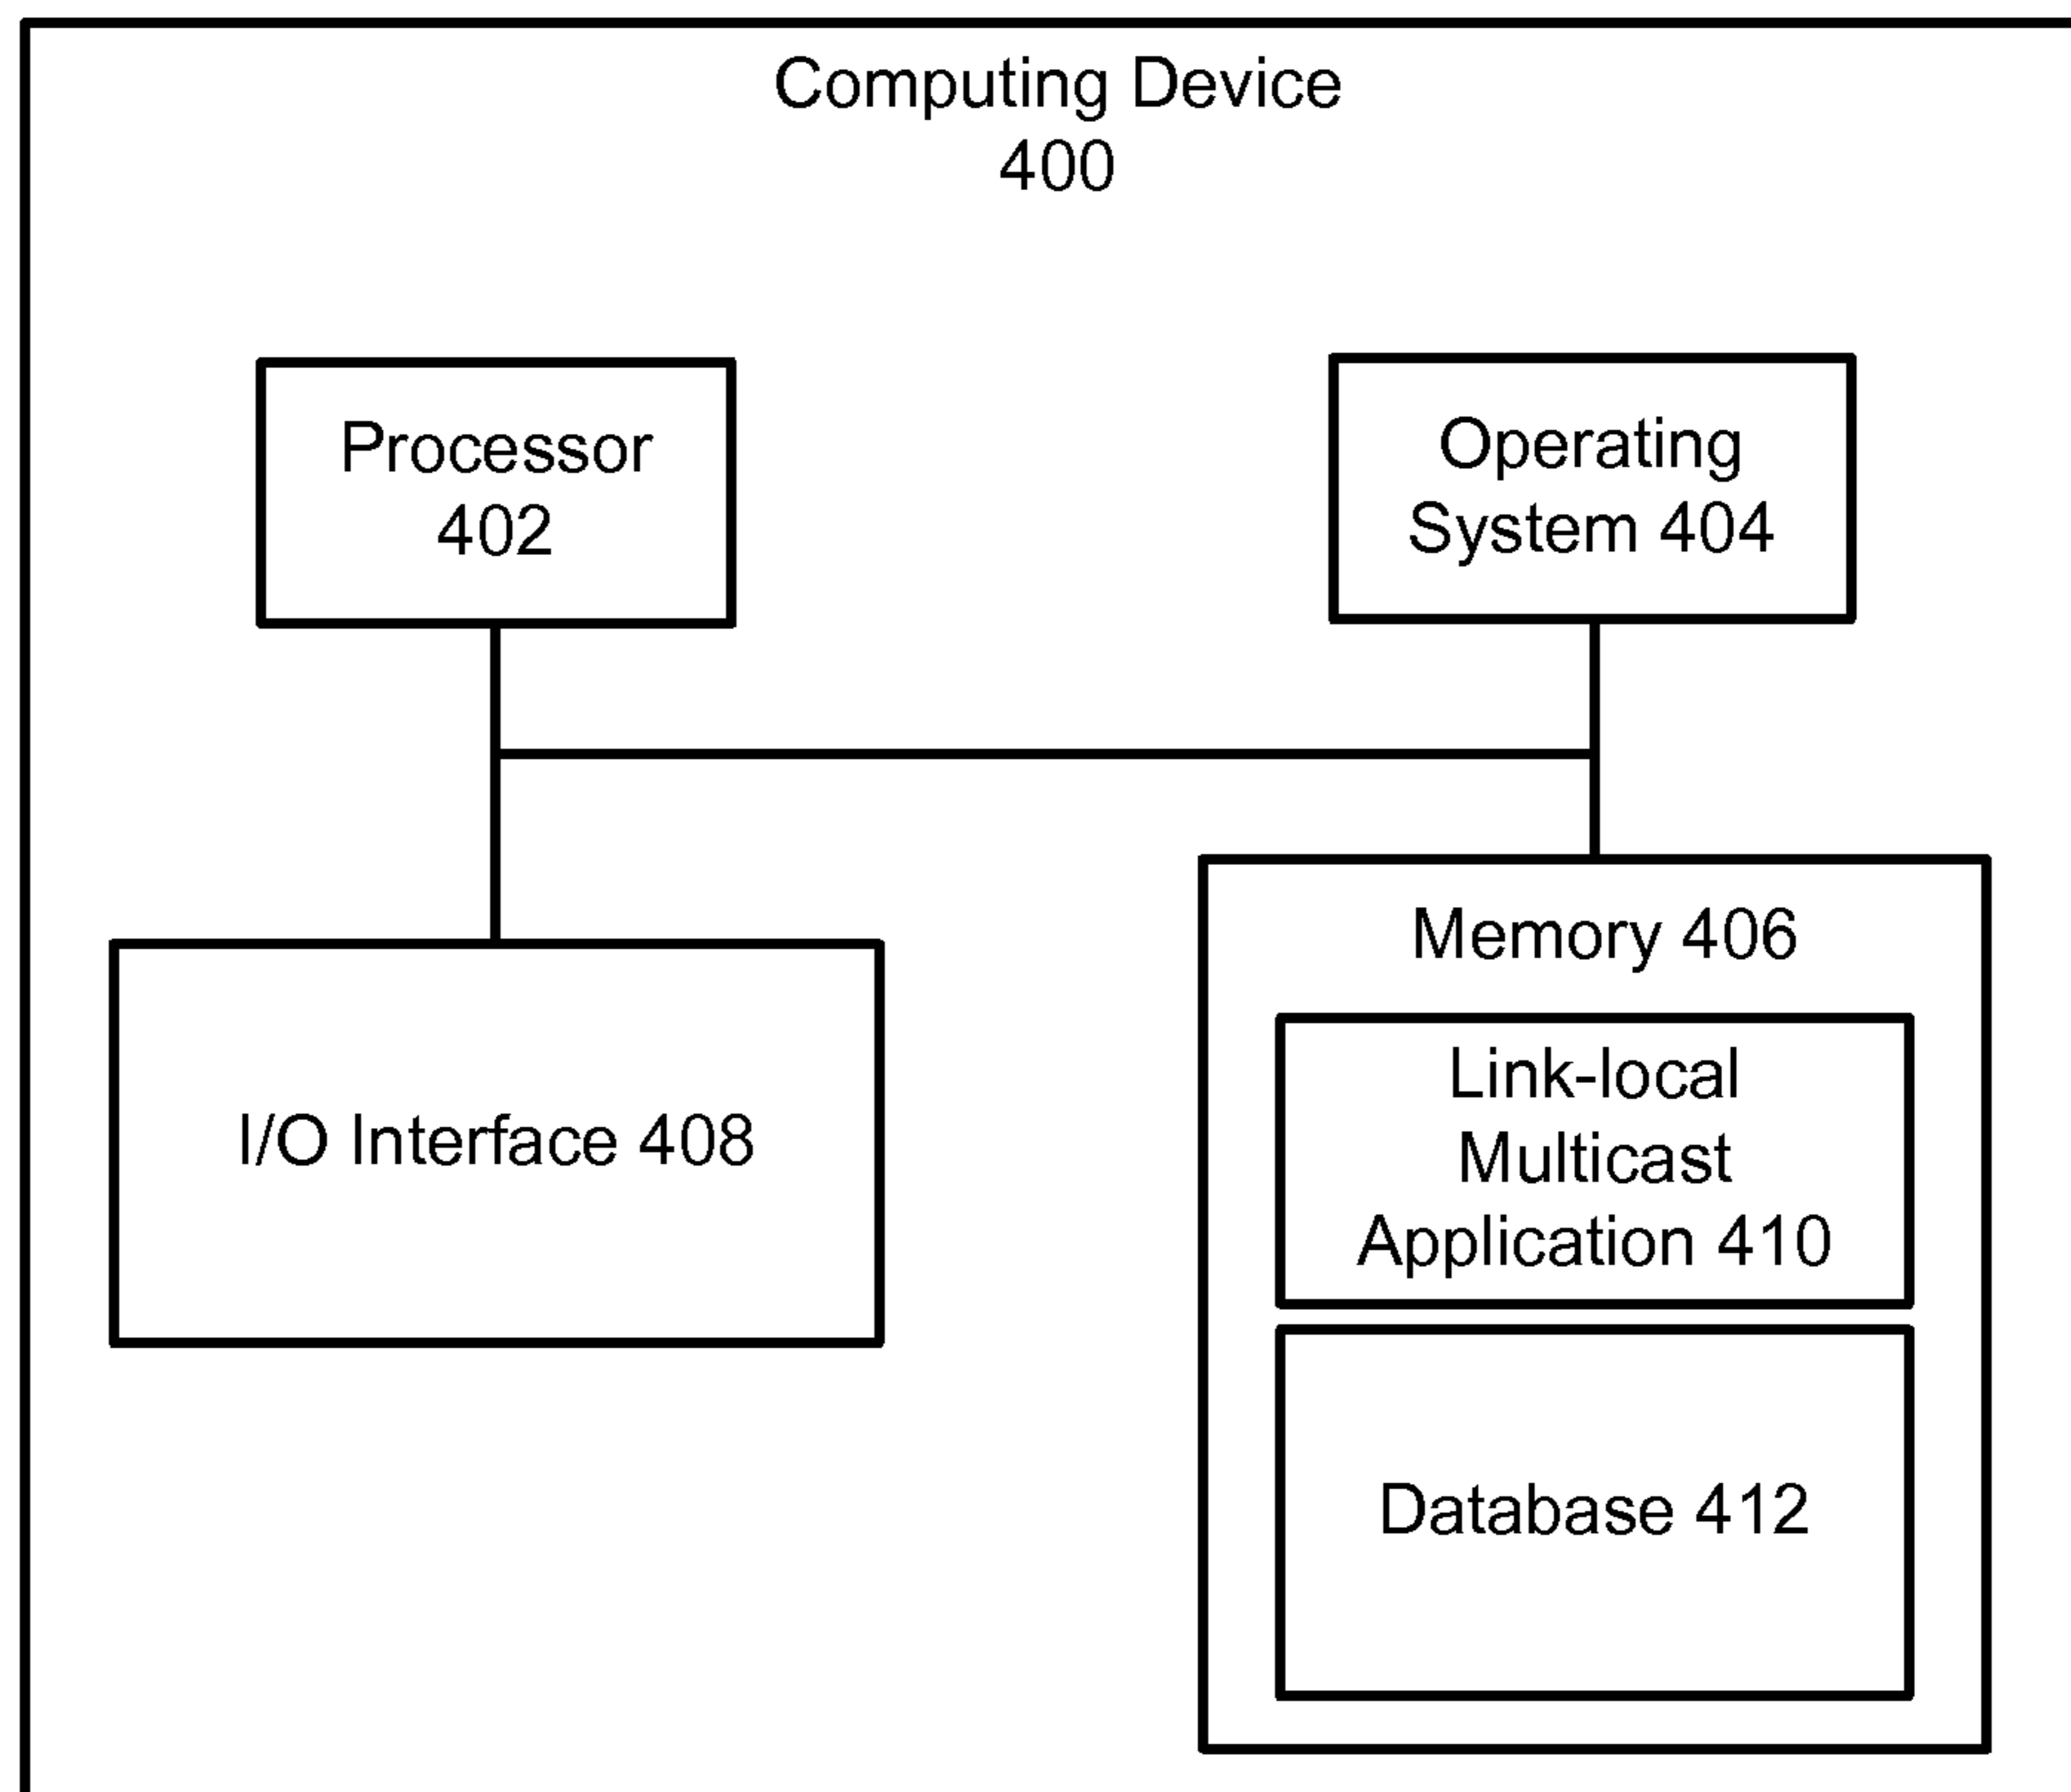 Computing Device
400
Processor
402
Operating
System 404
I/O Interface 408
Memory 406
Link-local
Multicast
Application 410
Database 412